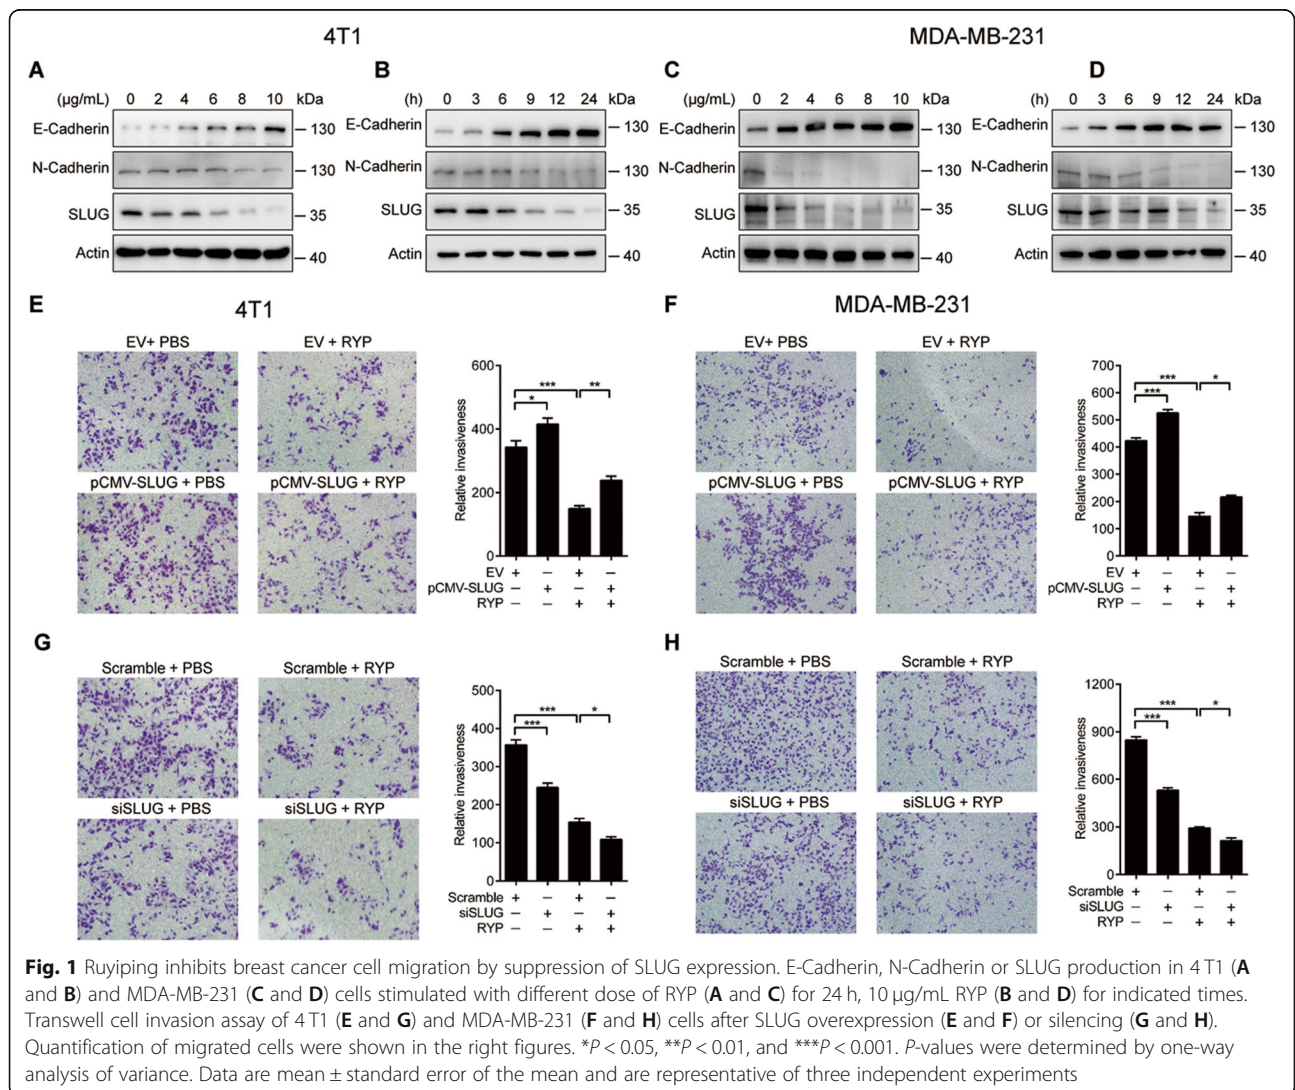 4T1
MDA-MB-231
A
B
C
D
(µg/mL) 0 2 4 6 8 10 kDa
E-Cadherin – 130
N-Cadherin – 130
SLUG – 35
Actin – 40
(h) 0 3 6 9 12 24 kDa
E-Cadherin – 130
N-Cadherin – 130
SLUG – 35
Actin – 40
(µg/mL) 0 2 4 6 8 10 kDa
E-Cadherin – 130
N-Cadherin – 130
SLUG – 35
Actin – 40
(h) 0 3 6 9 12 24 kDa
– 130
– 130
– 35
– 40
E
4T1
EV+ PBS
EV + RYP
pCMV-SLUG + PBS
pCMV-SLUG + RYP
Relative invasiveness
600
400
200
0
*** **
*
EV + – + –
pCMV-SLUG – + – +
RYP – – + +
F
MDA-MB-231
EV+ PBS
EV + RYP
pCMV-SLUG + PBS
pCMV-SLUG + RYP
Relative invasiveness
700
600
500
400
300
200
100
0
*** *
***
EV + – + –
pCMV-SLUG – + – +
RYP – – + +
G
Scramble + PBS
Scramble + RYP
siSLUG + PBS
siSLUG + RYP
Relative invasiveness
500
400
300
200
100
0
*** *
***
Scramble + – + –
siSLUG – + – +
RYP – – + +
H
Scramble + PBS
Scramble + RYP
siSLUG + PBS
siSLUG + RYP
Relative invasiveness
1200
900
600
300
0
*** *
***
Scramble + – + –
siSLUG – + – +
RYP – – + +
Fig. 1 Ruyiping inhibits breast cancer cell migration by suppression of SLUG expression. E-Cadherin, N-Cadherin or SLUG production in 4 T1 (A
and B) and MDA-MB-231 (C and D) cells stimulated with different dose of RYP (A and C) for 24 h, 10 µg/mL RYP (B and D) for indicated times.
Transwell cell invasion assay of 4 T1 (E and G) and MDA-MB-231 (F and H) cells after SLUG overexpression (E and F) or silencing (G and H).
Quantification of migrated cells were shown in the right figures. *P < 0.05, **P < 0.01, and ***P < 0.001. P-values were determined by one-way
analysis of variance. Data are mean ± standard error of the mean and are representative of three independent experiments